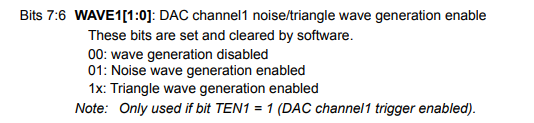 Bits 7:6 WAVE1[1:0]: DAC channel1 noise/triangle wave generation enable
These bits are set and cleared by software.
00: wave generation disabled
01: Noise wave generation enabled
1x: Triangle wave generation enabled
Note: Only used if bit TEN1 = 1 (DAC channel1 trigger enabled).